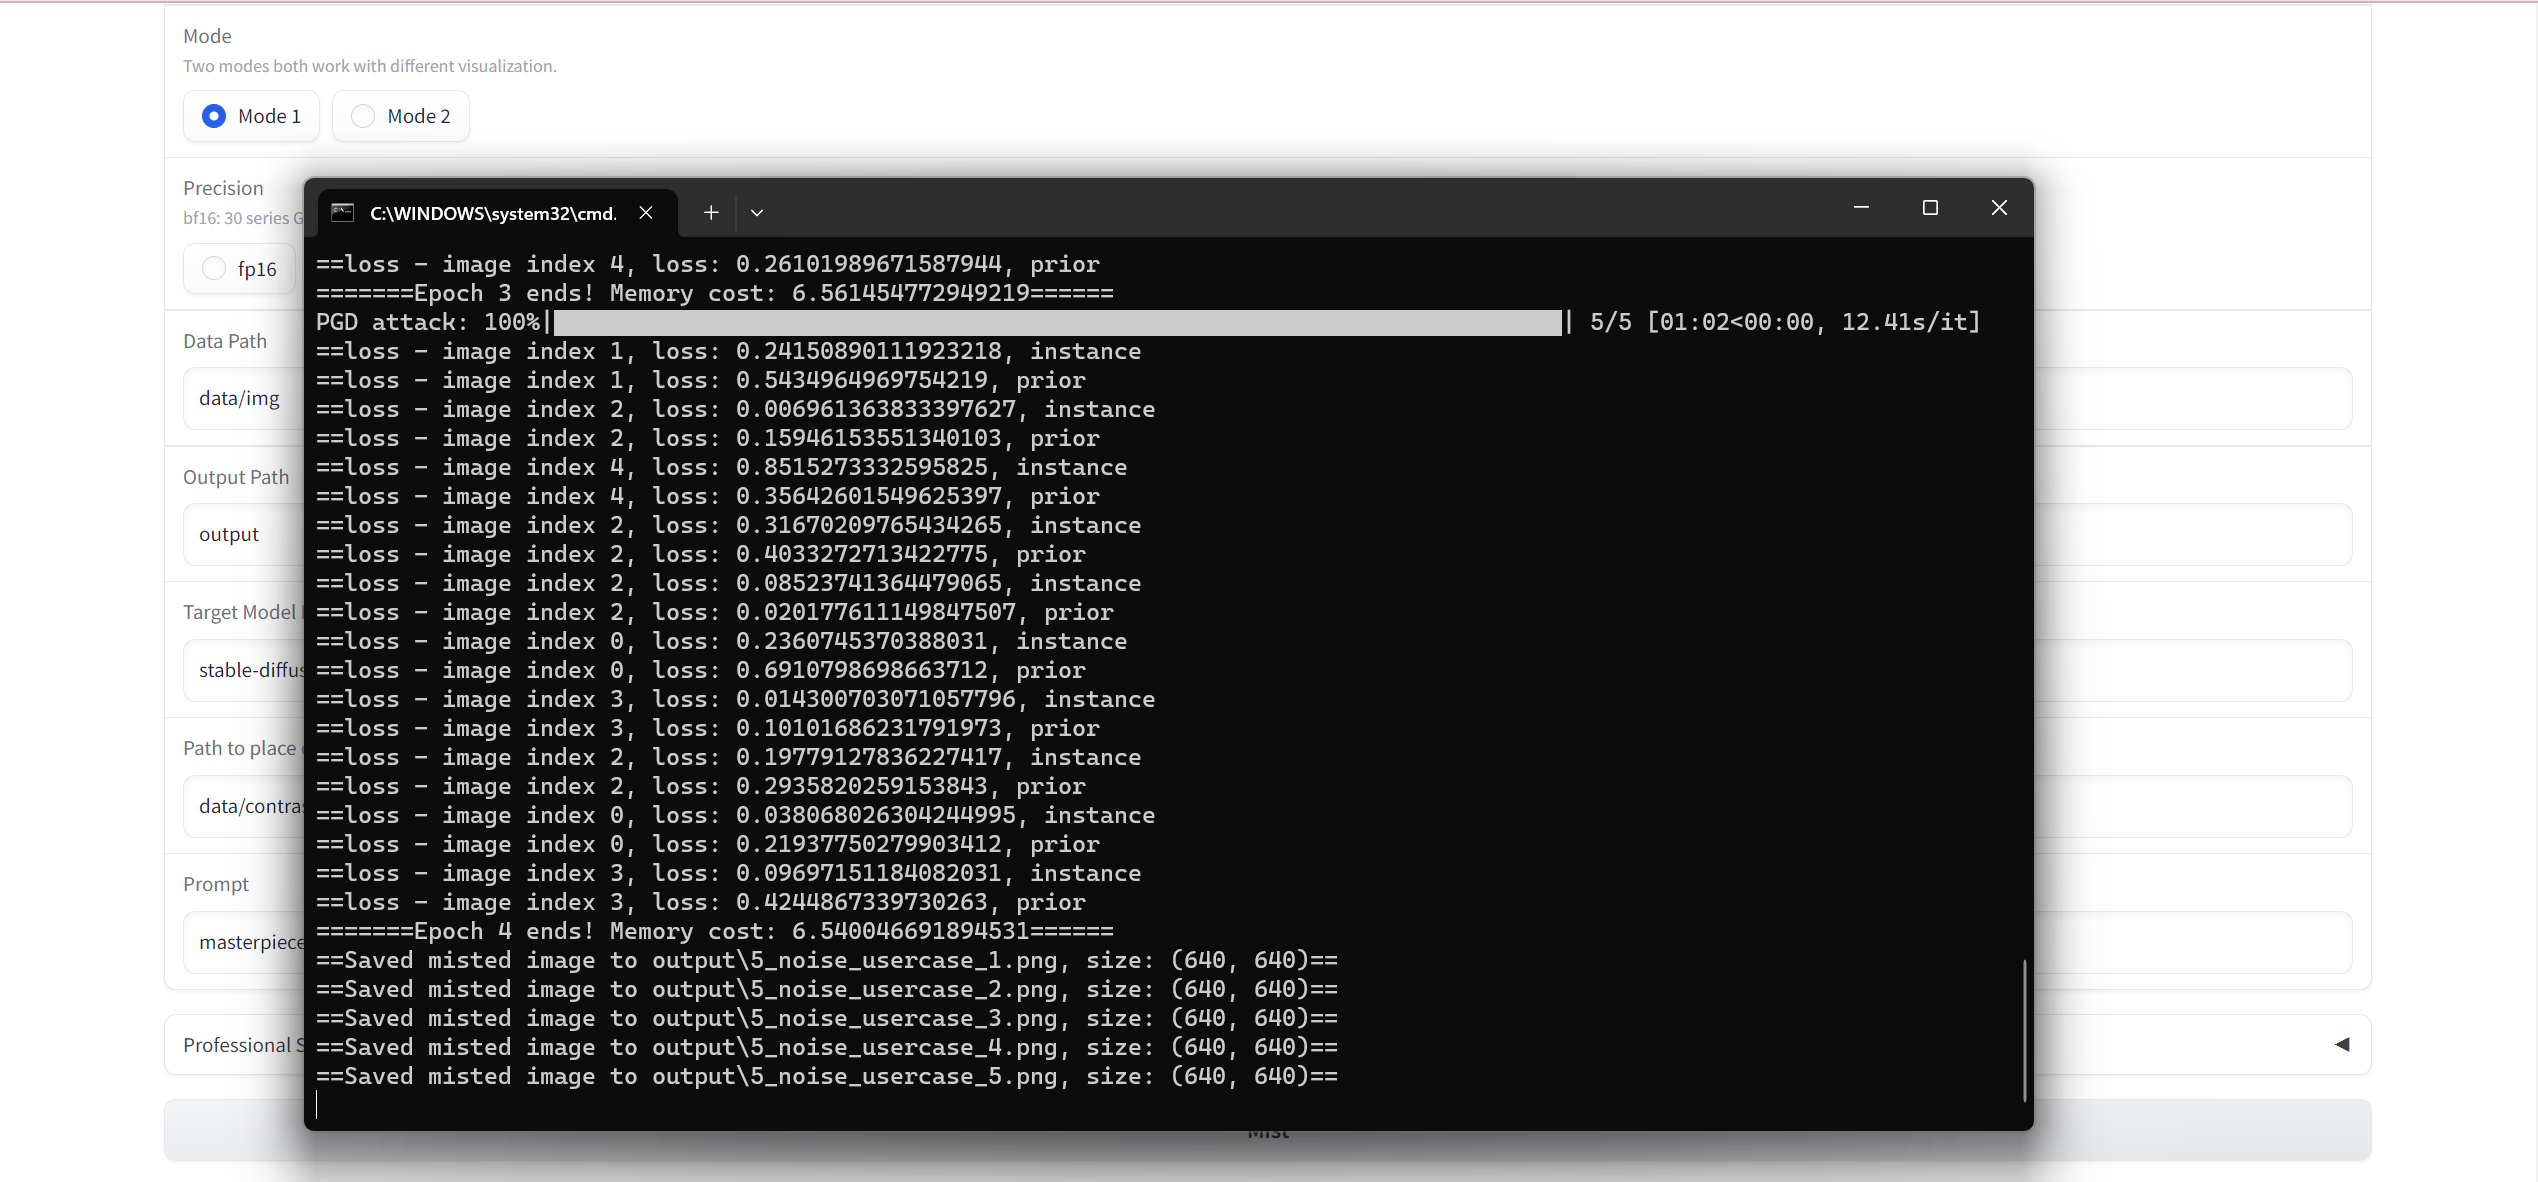 Mode
Two modes both work with different visualization.
Mode 1
Mode 2
Precision
bf16: 30 series
fp16
Data Path
data/img
Output Path
output
Target Model
Path to place
Prompt
masterpiece
Professional
C:\WINDOWS\system32\cmd.
==loss - image index 4, loss: 0.26101989671587944, prior
=======Epoch 3 ends! Memory cost: 6.561454772949219======
PGD attack: 100%| | 5/5 [01:02<00:00, 12.41s/it]
==loss - image index 1, loss: 0.24150890111923218, instance
==loss - image index 1, loss: 0.5434964969754219, prior
==loss - image index 2, loss: 0.006961363833397627, instance
==loss - image index 2, loss: 0.15946153551340103, prior
==loss - image index 4, loss: 0.8515273332595825, instance
==loss - image index 4, loss: 0.35642601549625397, prior
==loss - image index 2, loss: 0.31670209765434265, instance
==loss - image index 2, loss: 0.4033272713422775, prior
==loss - image index 2, loss: 0.08523741364479065, instance
==loss - image index 2, loss: 0.020177611149847507, prior
==loss - image index 0, loss: 0.2360745370388031, instance
==loss - image index 0, loss: 0.6910798698663712, prior
==loss - image index 3, loss: 0.014300703071057796, instance
==loss - image index 3, loss: 0.10101686231791973, prior
==loss - image index 2, loss: 0.19779127836227417, instance
==loss - image index 2, loss: 0.2935820259153843, prior
==loss - image index 0, loss: 0.038068026304244995, instance
==loss - image index 0, loss: 0.21937750279903412, prior
==loss - image index 3, loss: 0.09697151184082031, instance
==loss - image index 3, loss: 0.4244867339730263, prior
=======Epoch 4 ends! Memory cost: 6.540046691894531======
==Saved misted image to output\5_noise_usercase_1.png, size: (640, 640)==
==Saved misted image to output\5_noise_usercase_2.png, size: (640, 640)==
==Saved misted image to output\5_noise_usercase_3.png, size: (640, 640)==
==Saved misted image to output\5_noise_usercase_4.png, size: (640, 640)==
==Saved misted image to output\5_noise_usercase_5.png, size: (640, 640)==
Mist